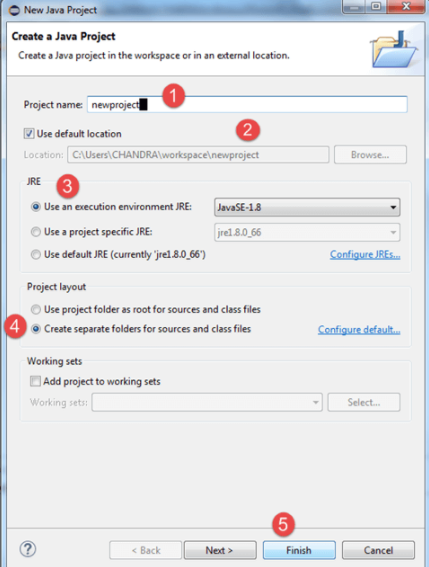 New Java Project
Create a Java Project
Create a Java project in the workspace or in an external location.
1
Project name: newproject
2
Use default location
Location: C:\Users\CHANDRA\workspace\newproject Browse...
JRE
3
Use an execution environment JRE: JavaSE-1.8
Use a project specific JRE: jre1.8.0_66
Use default JRE (currently 'jre1.8.0_66') Configure JREs...
Project layout
Use project folder as root for sources and class files
4 Create separate folders for sources and class files Configure default...
Working sets
Add project to working sets
Working sets: Select...
5
? < Back Next > Finish Cancel